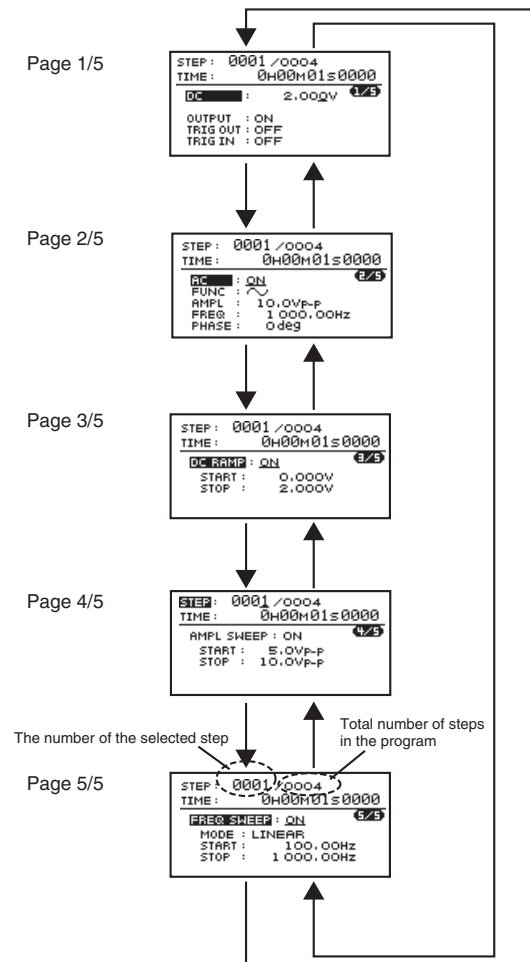 Page 1/5
STEP : 0001 /0004
TIME : 0H00M01s0000
DC : 2.000V 1/5
OUTPUT : ON
TRIG OUT : OFF
TRIG IN : OFF
Page 2/5
STEP : 0001 /0004
TIME : 0H00M01s0000
AC : ON 2/5
FUNC :
AMPL : 10.0Vp-p
FREQ : 1 000.00Hz
PHASE : 0 deg
Page 3/5
STEP : 0001 /0004
TIME : 0H00M01s0000
DC RAMP : ON 3/5
START : 0.000V
STOP : 2.000V
Page 4/5
STEP : 0001 /0004
TIME : 0H00M01s0000
AMPL SWEEP : ON 4/5
START : 5.0Vp-p
STOP : 10.0Vp-p
The number of the selected step
Total number of steps
in the program
Page 5/5
STEP : 0001 /0004
TIME : 0H00M01s0000
FREQ SWEEP : ON 5/5
MODE : LINEAR
START : 100.00Hz
STOP : 1 000.00Hz